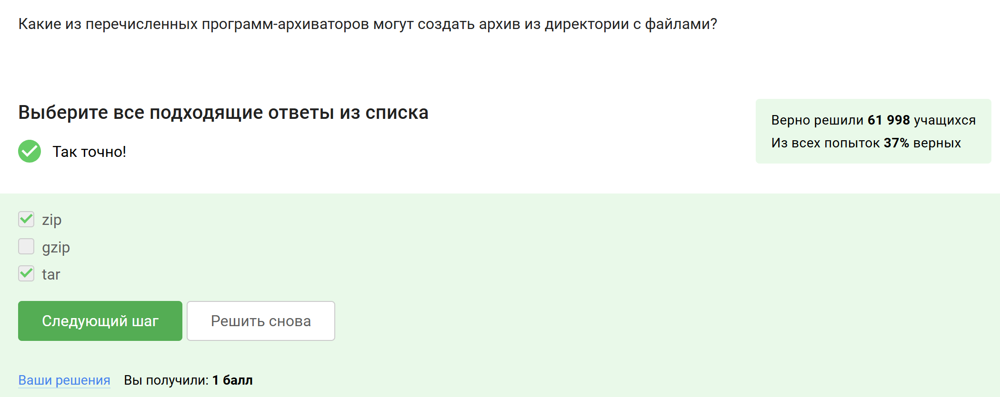 Какие из перечисленных программ-архиваторов могут создать архив из директории с файлами?
Выберите все подходящие ответы из списка
Так точно!
Верно решили 61 998 учащихся
Из всех попыток 37% верных
zip
gzip
tar
Следующий шаг
Решить снова
Ваши решения Вы получили: 1 балл